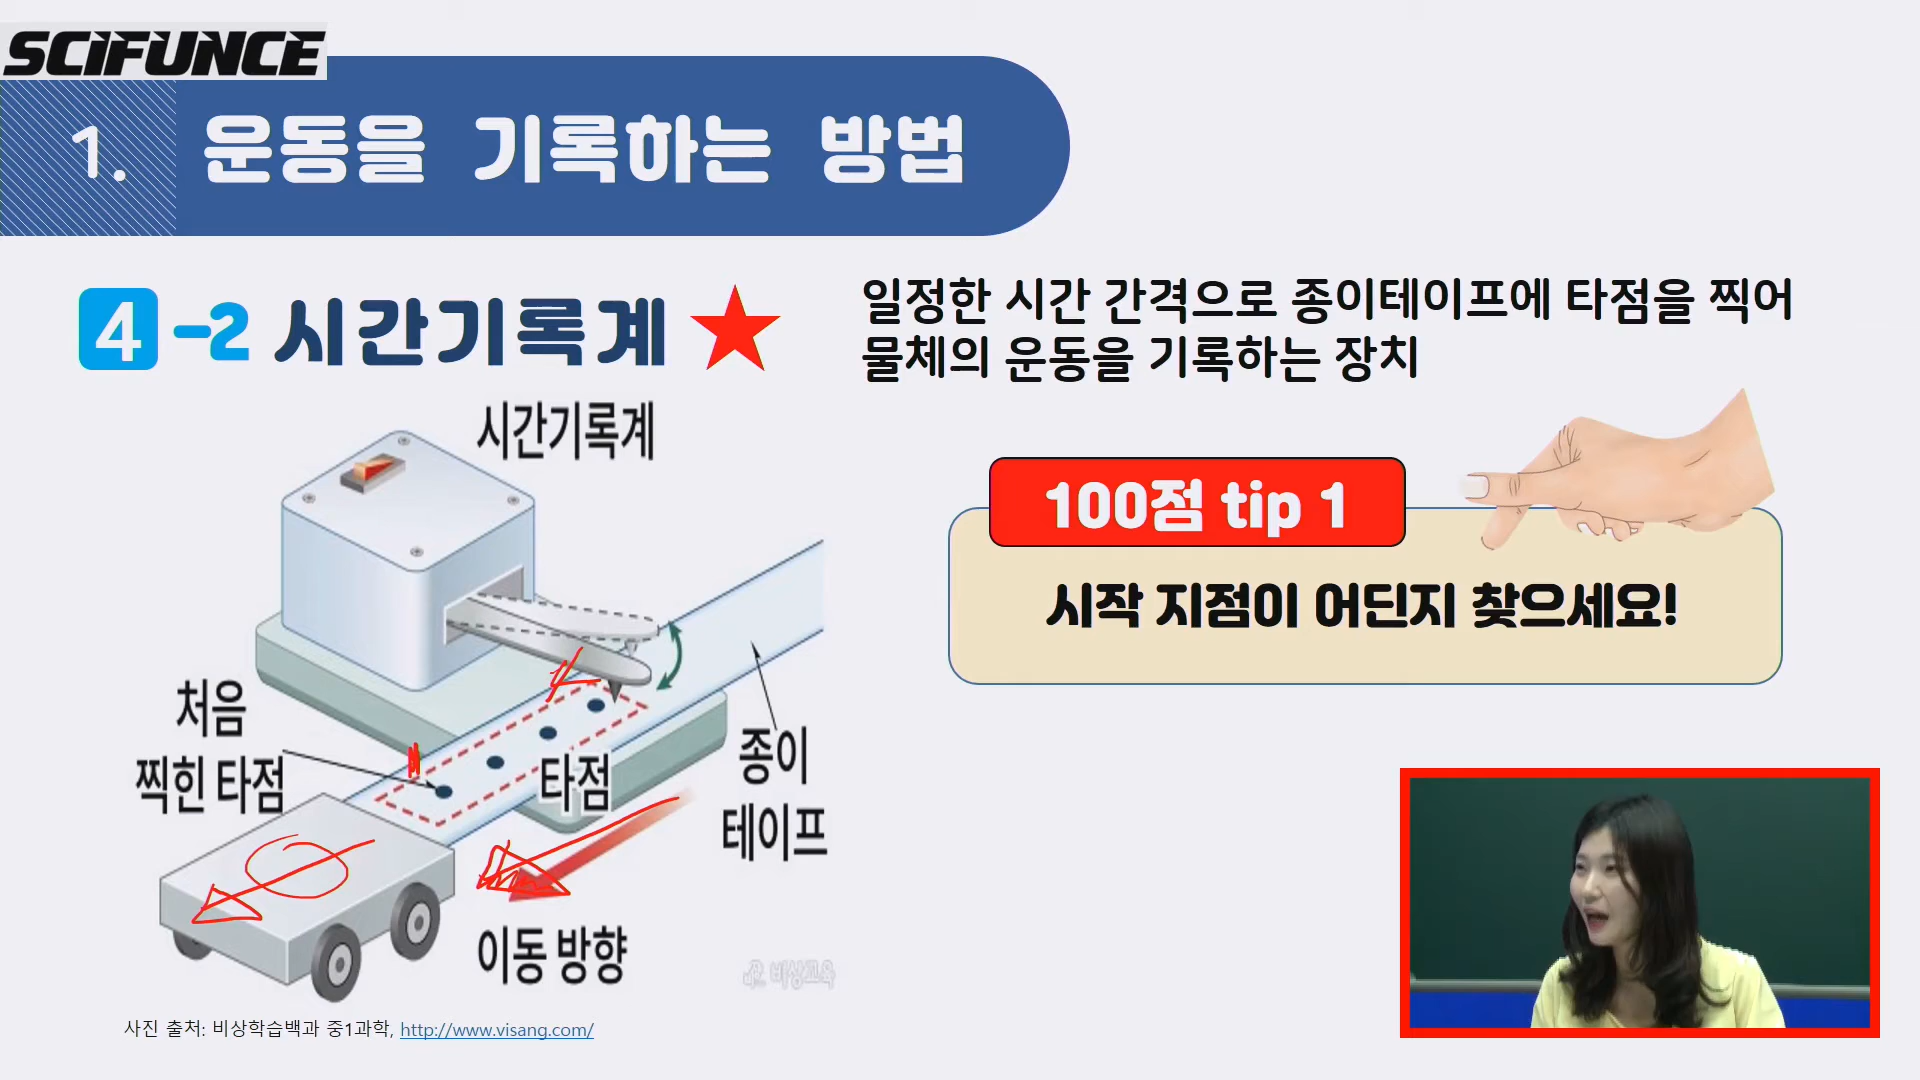 SCIFUNCE
1. 운동을 기록하는 방법
4 -2 시간기록계
일정한 시간 간격으로 종이테이프에 타점을 찍어
물체의 운동을 기록하는 장치
시간기록계
100점 tip 1
시작 지점이 어딘지 찾으세요!
처음
찍힌 타점
타점
종이
테이프
이동 방향
비상교육
사진 출처: 비상학습백과 중1과학, http://www.visang.com/